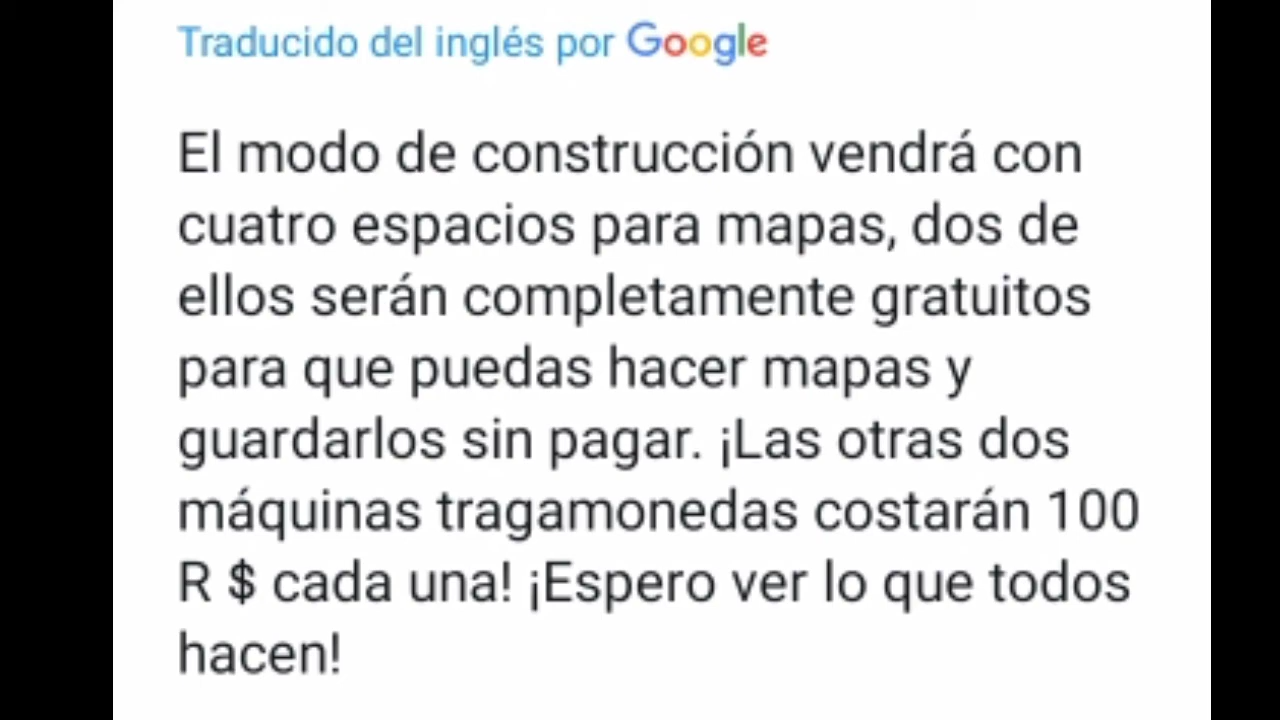 Traducido del inglés por Google
El modo de construcción vendrá con
cuatro espacios para mapas, dos de
ellos serán completamente gratuitos
para que puedas hacer mapas y
guardarlos sin pagar. ¡Las otras dos
máquinas tragamonedas costarán 100
R $ cada una! ¡Espero ver lo que todos
hacen!